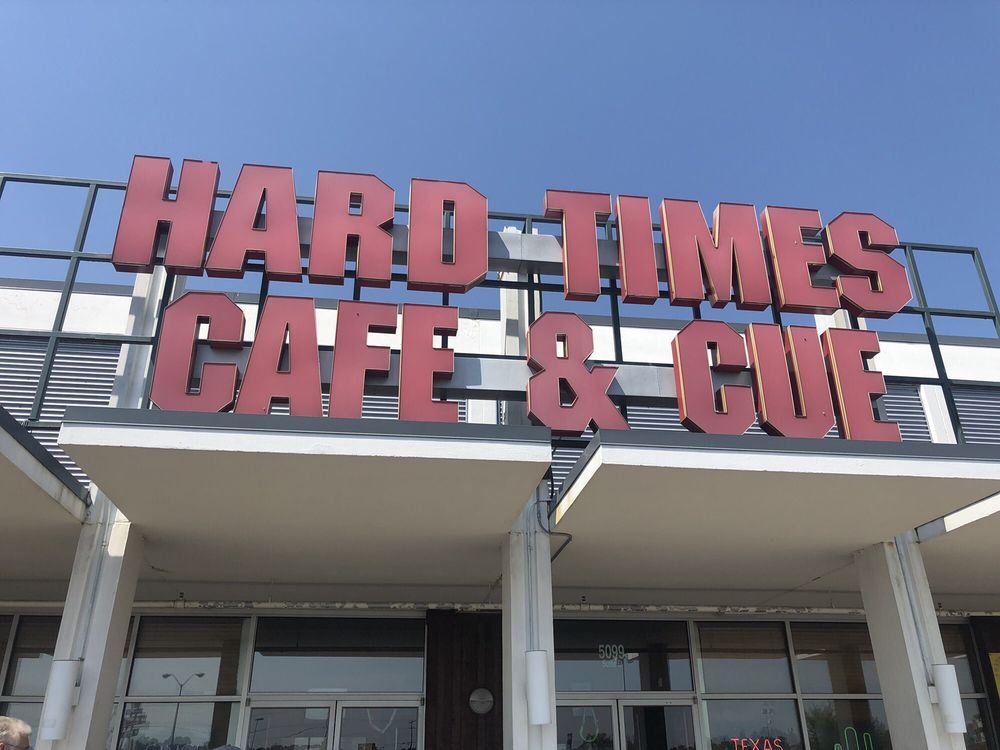 HARD TIMES
CAFE & CUE
5099
TEXAS